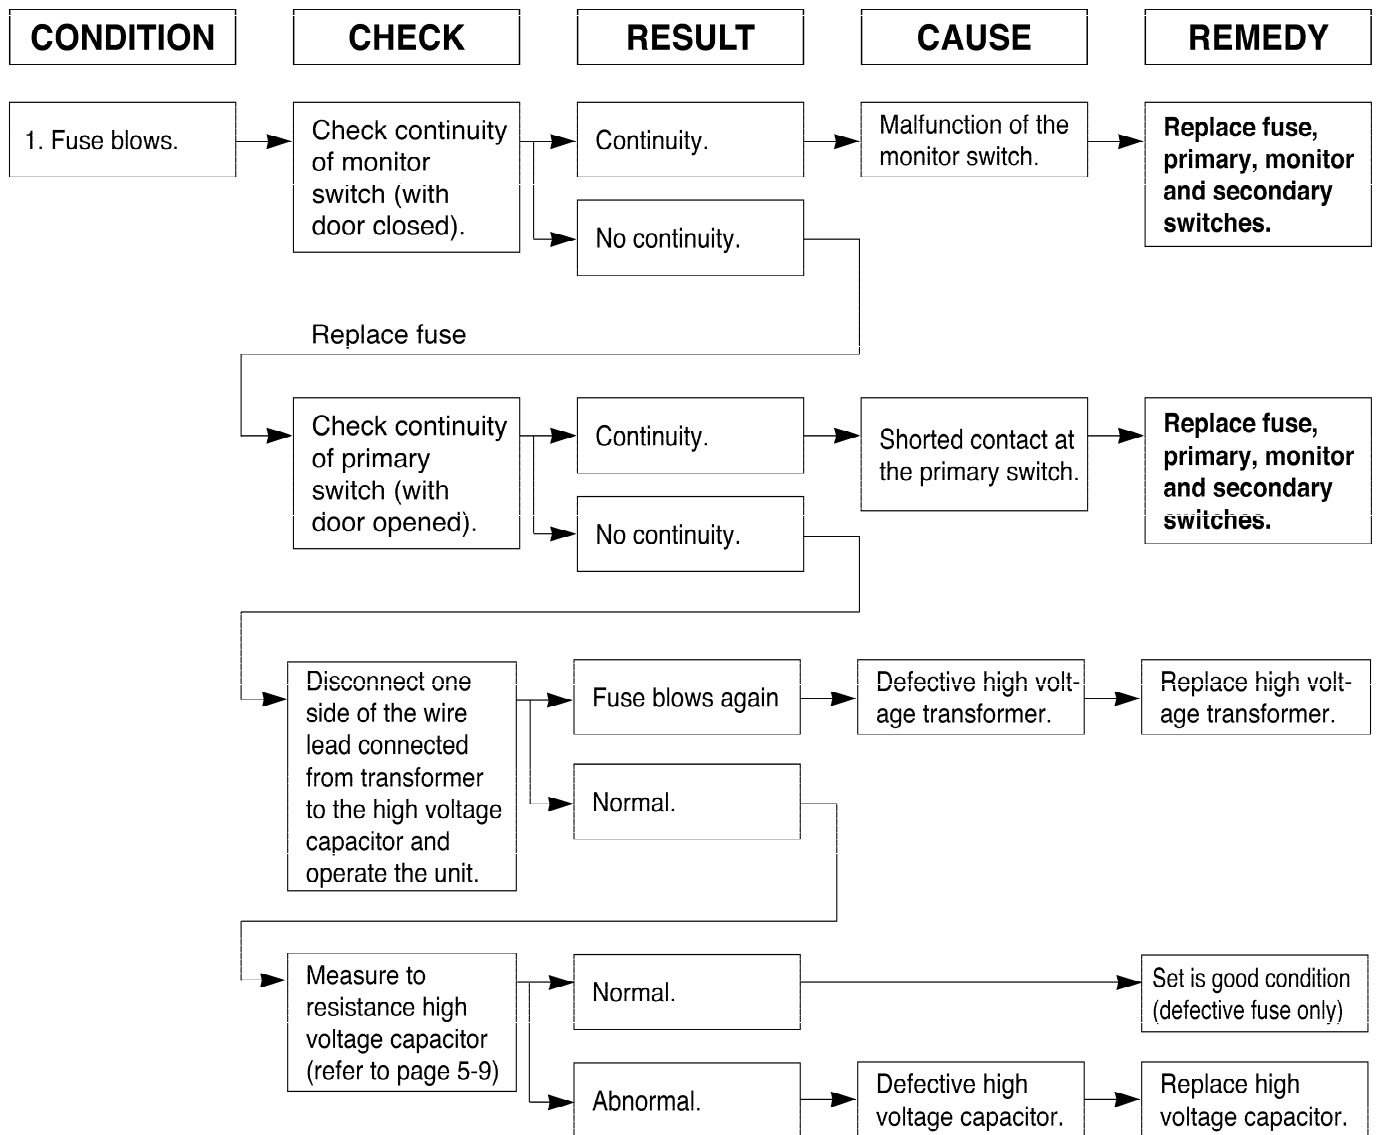 CONDITION
CHECK
RESULT
CAUSE
REMEDY
1. Fuse blows.
Check continuity
of monitor
switch (with
door closed).
Continuity.
Malfunction of the
monitor switch.
Replace fuse,
primary, monitor
and secondary
switches.
No continuity.
Replace fuse
Check continuity
of primary
switch (with
door opened).
Continuity.
Shorted contact at
the primary switch.
Replace fuse,
primary, monitor
and secondary
switches.
No continuity.
Disconnect one
side of the wire
lead connected
from transformer
to the high voltage
capacitor and
operate the unit.
Fuse blows again
Defective high volt-
age transformer.
Replace high volt-
age transformer.
Normal.
Measure to
resistance high
voltage capacitor
(refer to page 5-9)
Normal.
Set is good condition
(defective fuse only)
Abnormal.
Defective high
voltage capacitor.
Replace high
voltage capacitor.